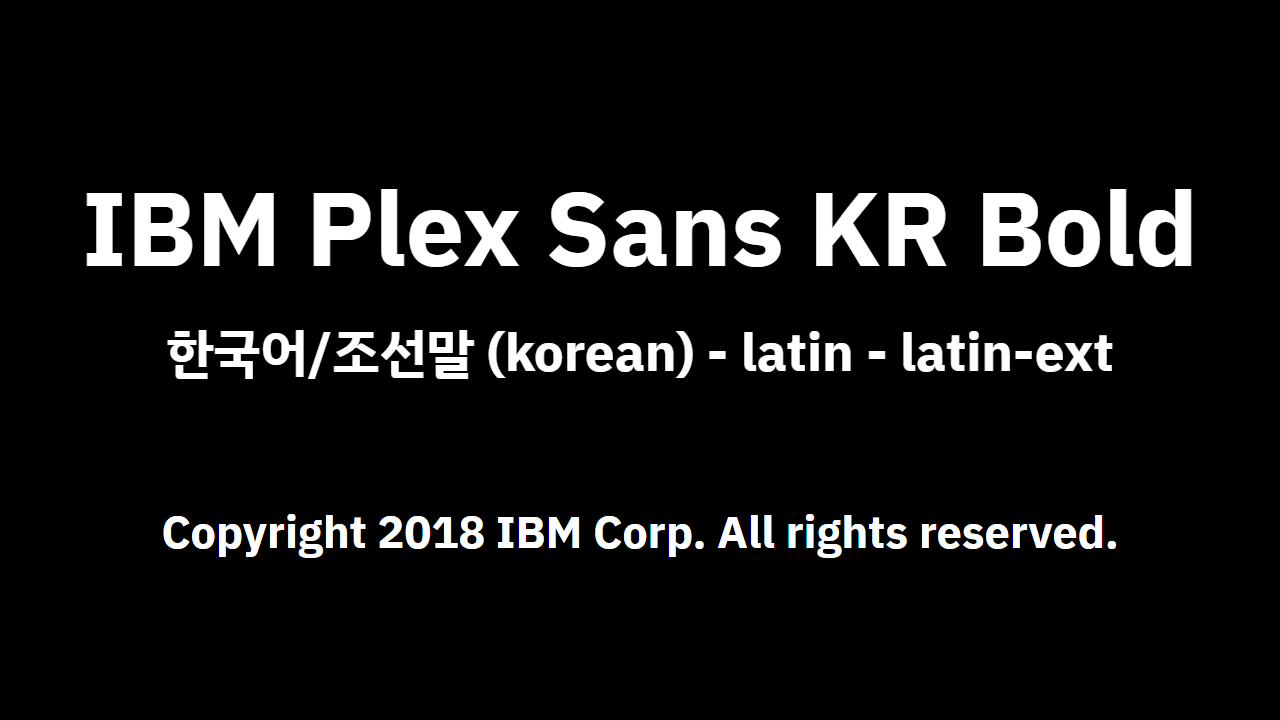 IBM Plex Sans KR Bold
한국어/조선말 (korean) - latin - latin-ext
Copyright 2018 IBM Corp. All rights reserved.